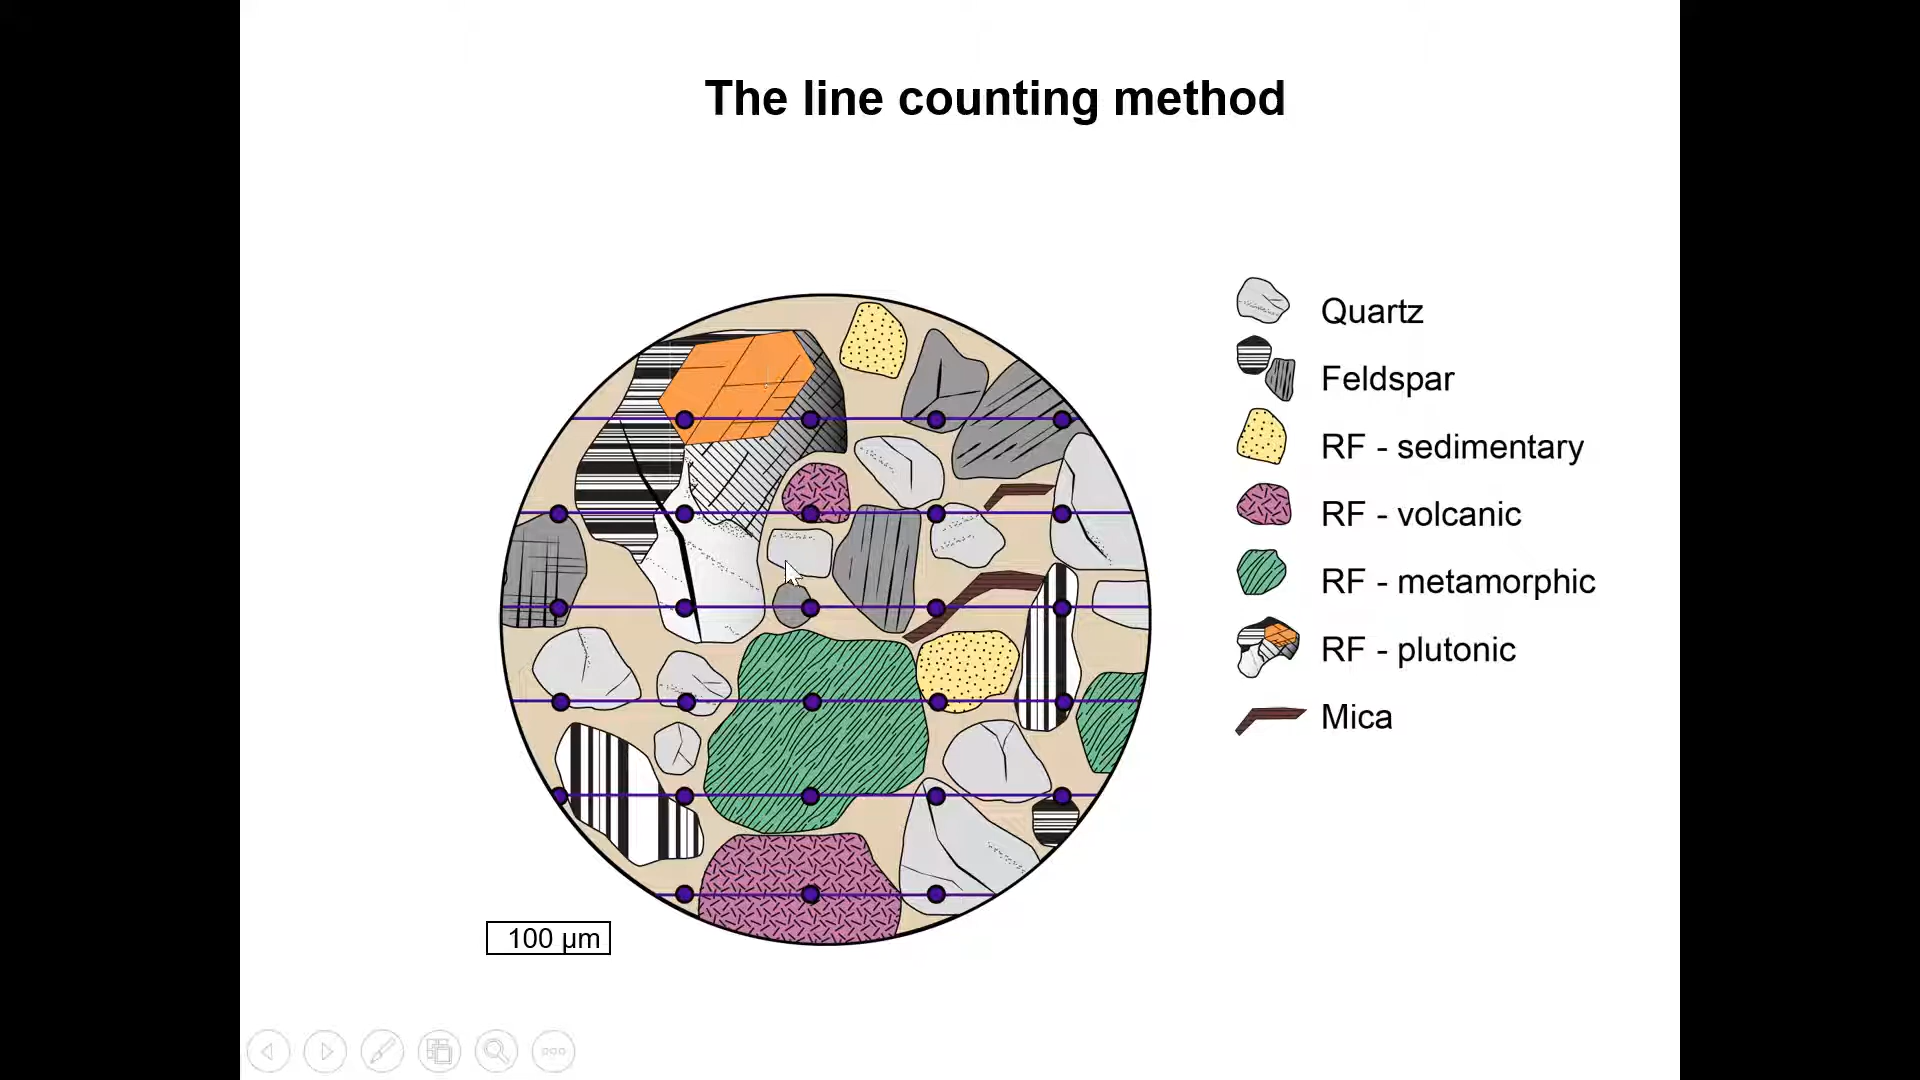 The line counting method
Quartz
Feldspar
RF - sedimentary
RF - volcanic
RF - metamorphic
RF - plutonic
Mica
100 µm